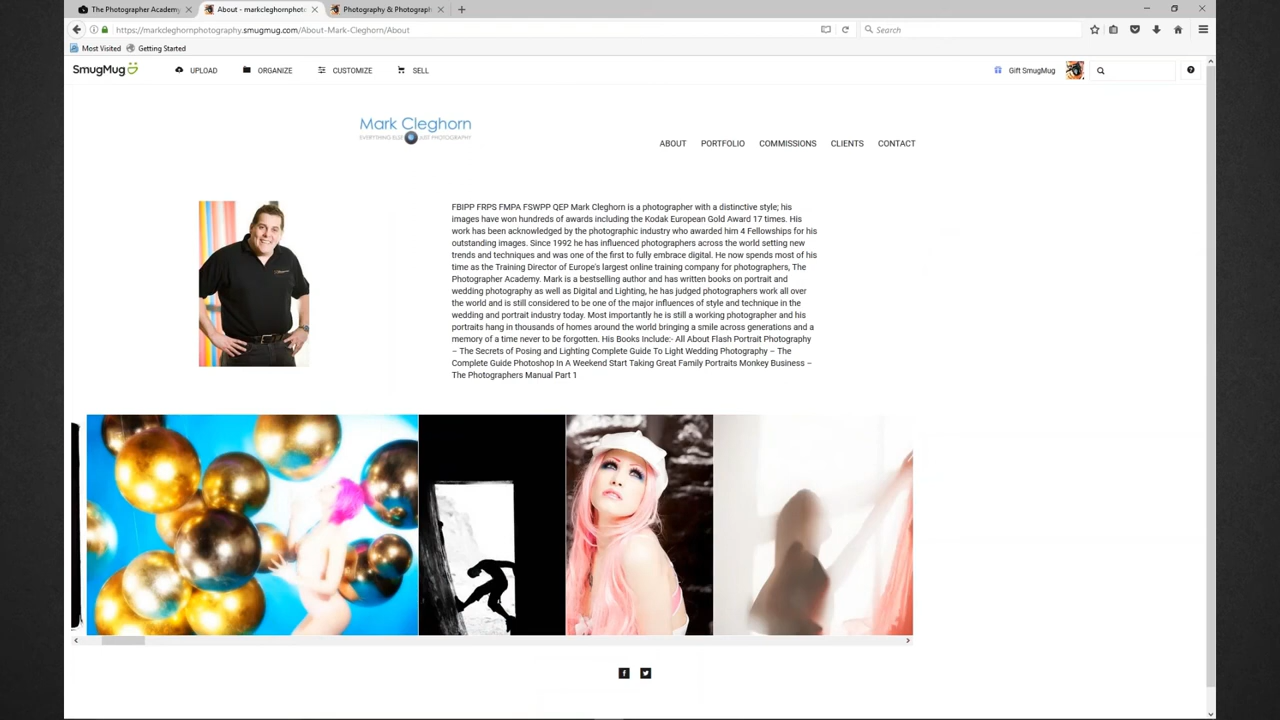 The Photographer Academy
About - markcleghornphoto
Photography & Photograph
https://markcleghornphotography.smugmug.com/About-Mark-Cleghorn/About
Search
Most Visited
Getting Started
SmugMug
UPLOAD
ORGANIZE
CUSTOMIZE
SELL
Gift SmugMug
Mark Cleghorn
EVERYTHING ELSE JUST PHOTOGRAPHY
ABOUT
PORTFOLIO
COMMISSIONS
CLIENTS
CONTACT
FBIPP FRPS FMPA FSWPP QEP Mark Cleghorn is a photographer with a distinctive style; his
images have won hundreds of awards including the Kodak European Gold Award 17 times. His
work has been acknowledged by the photographic industry who awarded him 4 Fellowships for his
outstanding images. Since 1992 he has influenced photographers across the world setting new
trends and techniques and was one of the first to fully embrace digital. He now spends most of his
time as the Training Director of Europe's largest online training company for photographers, The
Photographer Academy. Mark is a bestselling author and has written books on portrait and
wedding photography as well as Digital and Lighting, he has judged photographers work all over
the world and is still considered to be one of the major influences of style and technique in the
wedding and portrait industry today. Most importantly he is still a working photographer and his
portraits hang in thousands of homes around the world bringing a smile across generations and a
memory of a time never to be forgotten. His Books Include:- All About Flash Portrait Photography
– The Secrets of Posing and Lighting Complete Guide To Light Wedding Photography – The
Complete Guide Photoshop In A Weekend Start Taking Great Family Portraits Monkey Business –
The Photographers Manual Part 1